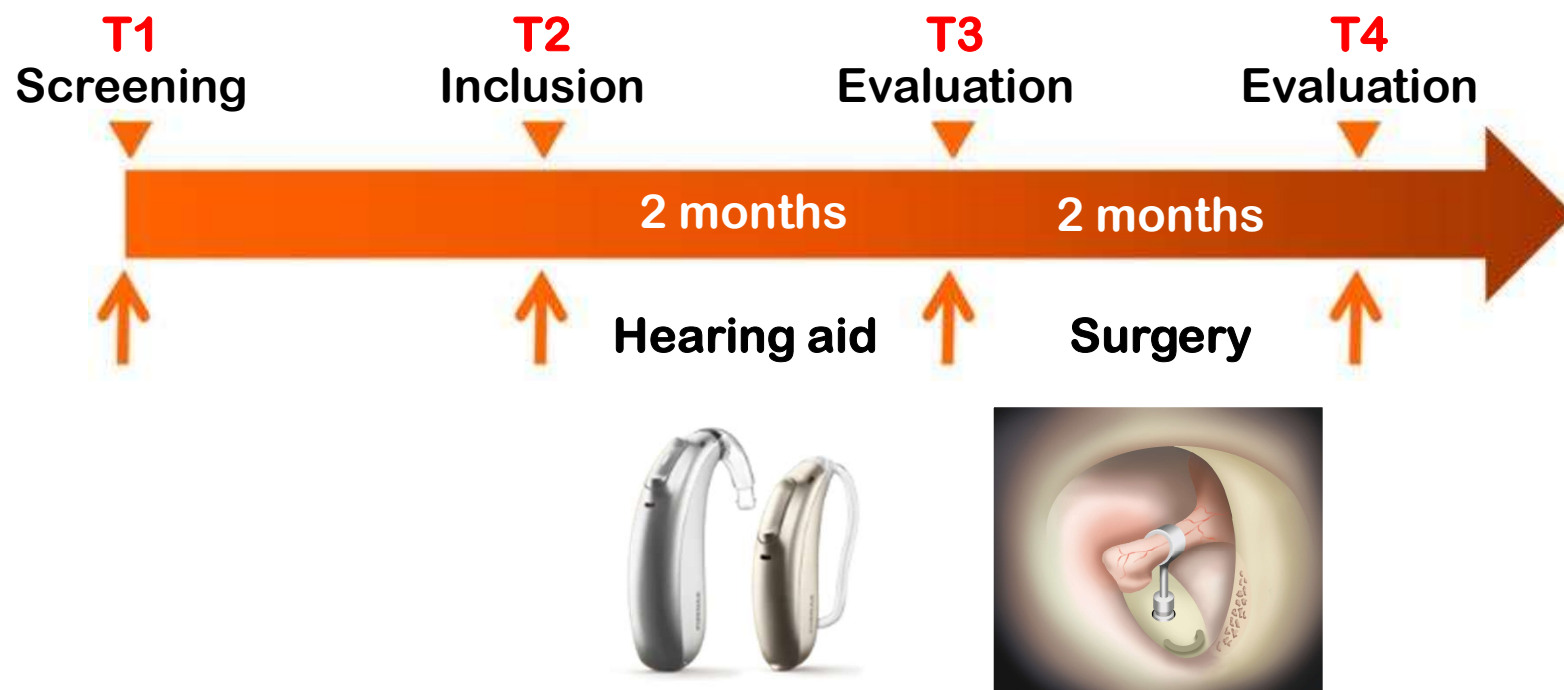 T1
Screening
T2
Inclusion
T3
Evaluation
T4
Evaluation
2 months
2 months
Hearing aid
Surgery